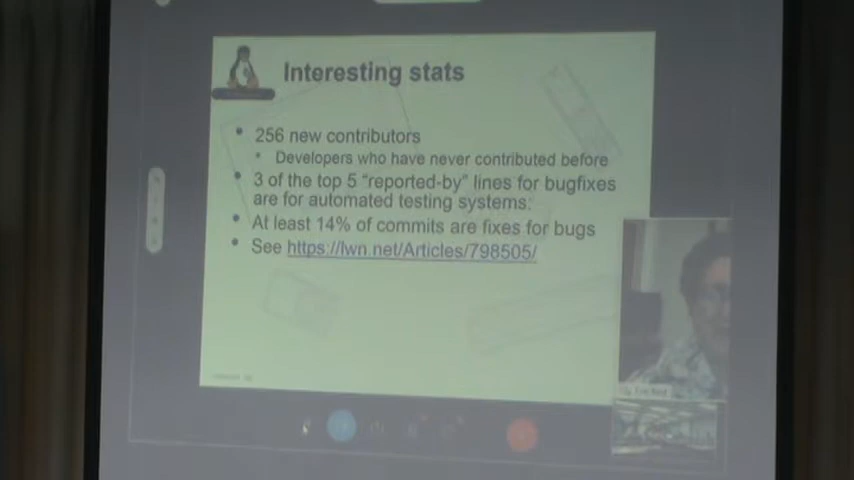 Interesting stats
• 256 new contributors
• Developers who have never contributed before
• 3 of the top 5 “reported-by” lines for bugfixes
are for automated testing systems:
• At least 14% of commits are fixes for bugs
• See https://lwn.net/Articles/798505/